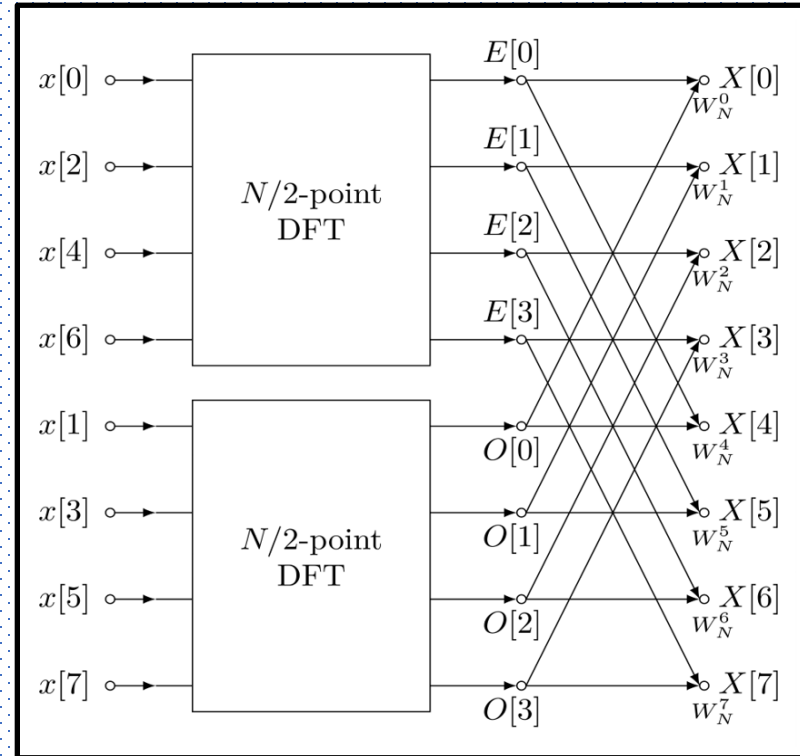 E[0]
x[0] X[0]
W_N^0
E[1]
x[2] X[1]
W_N^1
N/2-point
DFT
E[2]
x[4] X[2]
W_N^2
E[3]
x[6] X[3]
W_N^3
x[1] X[4]
O[0] W_N^4
x[3] X[5]
O[1] W_N^5
N/2-point
DFT
x[5] X[6]
O[2] W_N^6
x[7] X[7]
O[3] W_N^7